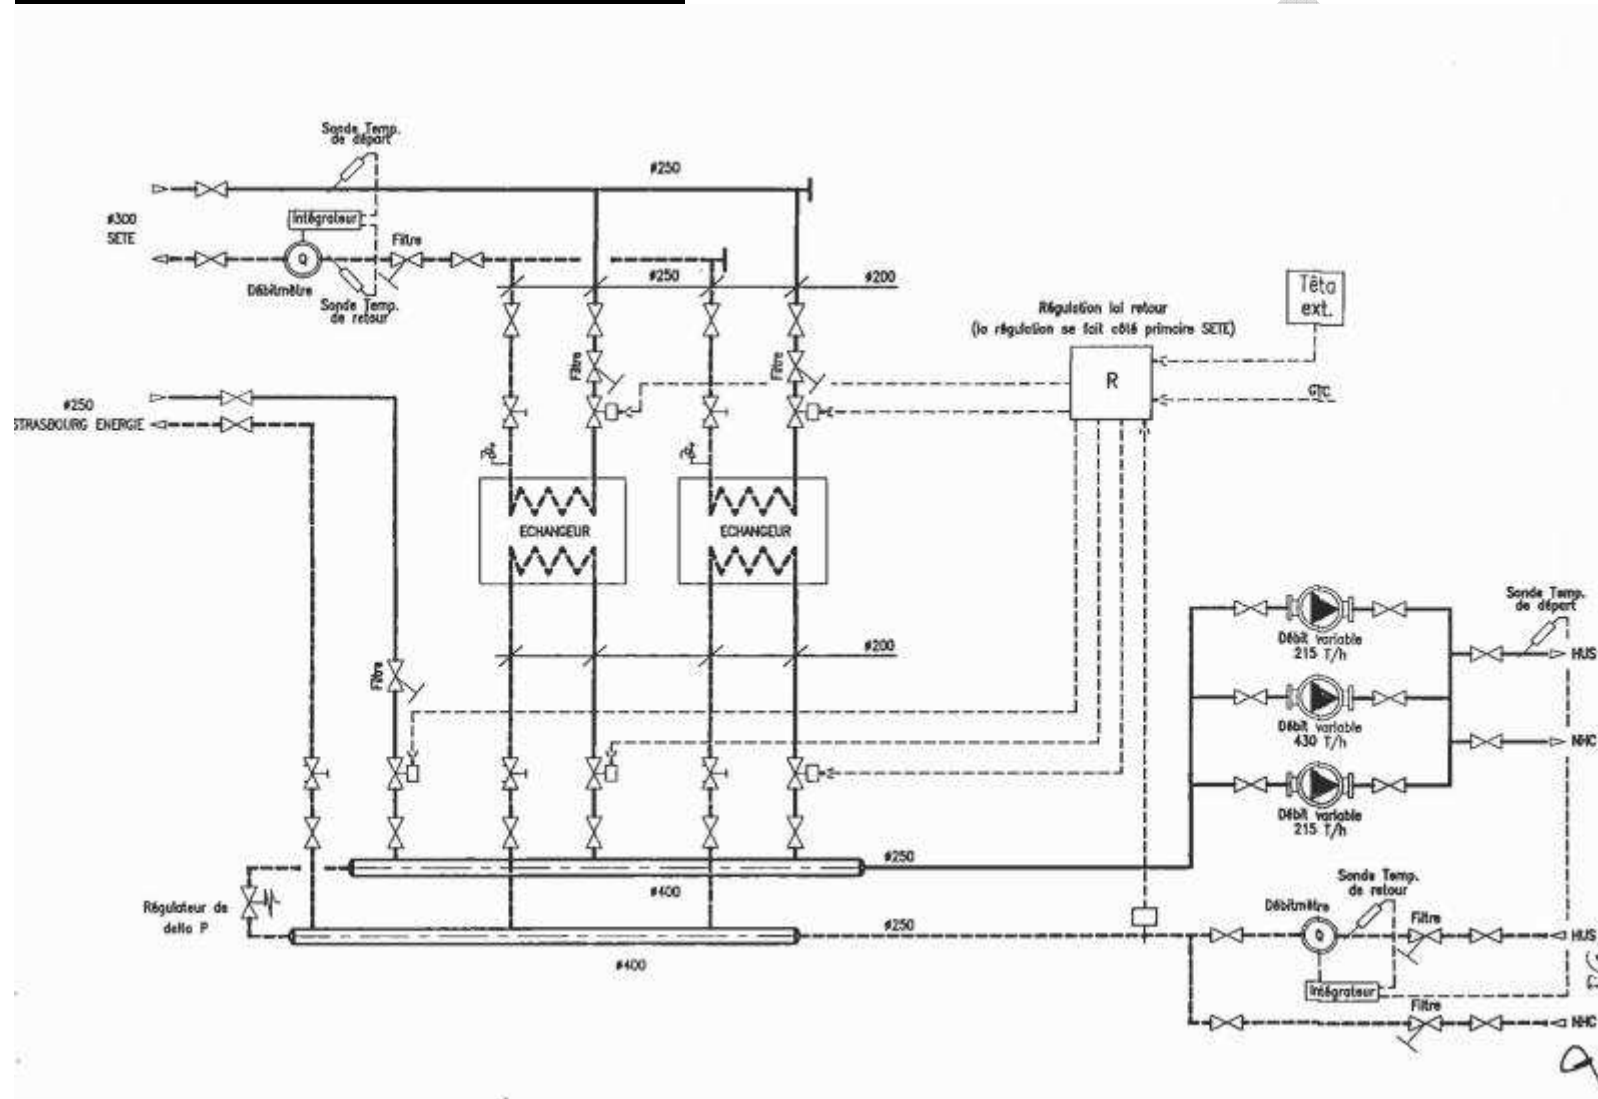 Sonde Temp.
de départ
ø250
ø300
SETE
Intégrateur
Filtre
Q
Débitmètre
Sonde Temp.
de retour
ø250
ø200
Têta
ext.
Régulation loi retour
(la régulation se fait côté primaire SETE)
Filtre
Filtre
R
GTC
ø250
STRASBOURG ENERGIE
ECHANGEUR
ECHANGEUR
Sonde Temp.
de départ
Débit variable
215 T/h
HUS
ø200
Filtre
Débit variable
430 T/h
NHC
Débit variable
215 T/h
ø250
ø400
Régulateur de
delta P
Sonde Temp.
de retour
Débitmètre
Filtre
ø250
Q
HUS
ø400
Intégrateur
Filtre
NHC